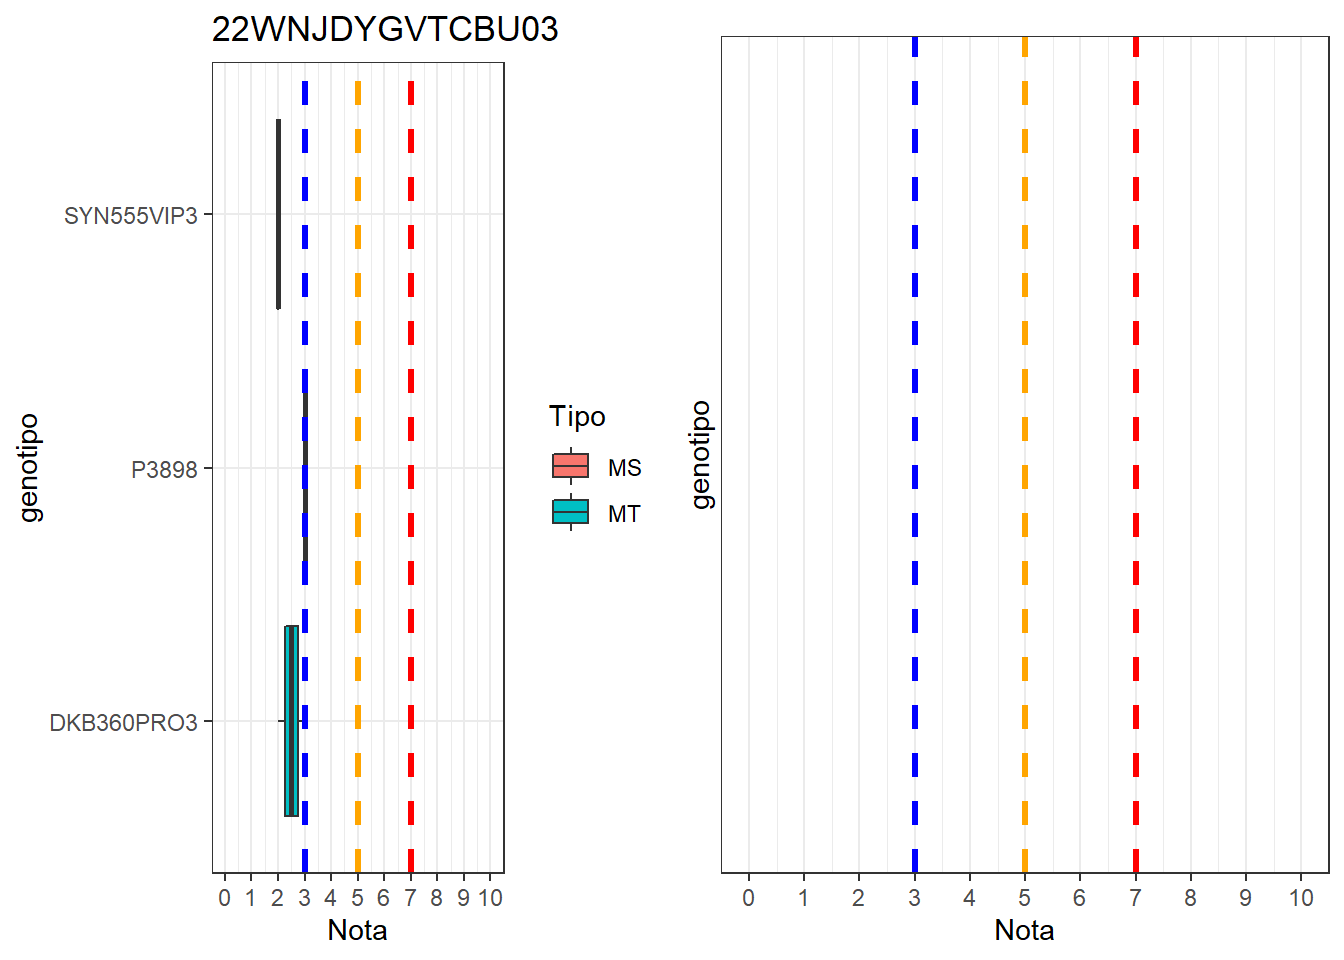 22WNJDYGVTCBU03
genotipo
SYN555VIP3
P3898
DKB360PRO3
0 1 2 3 4 5 6 7 8 9 10
Nota
Tipo
MS
MT
genotipo
0 1 2 3 4 5 6 7 8 9 10
Nota